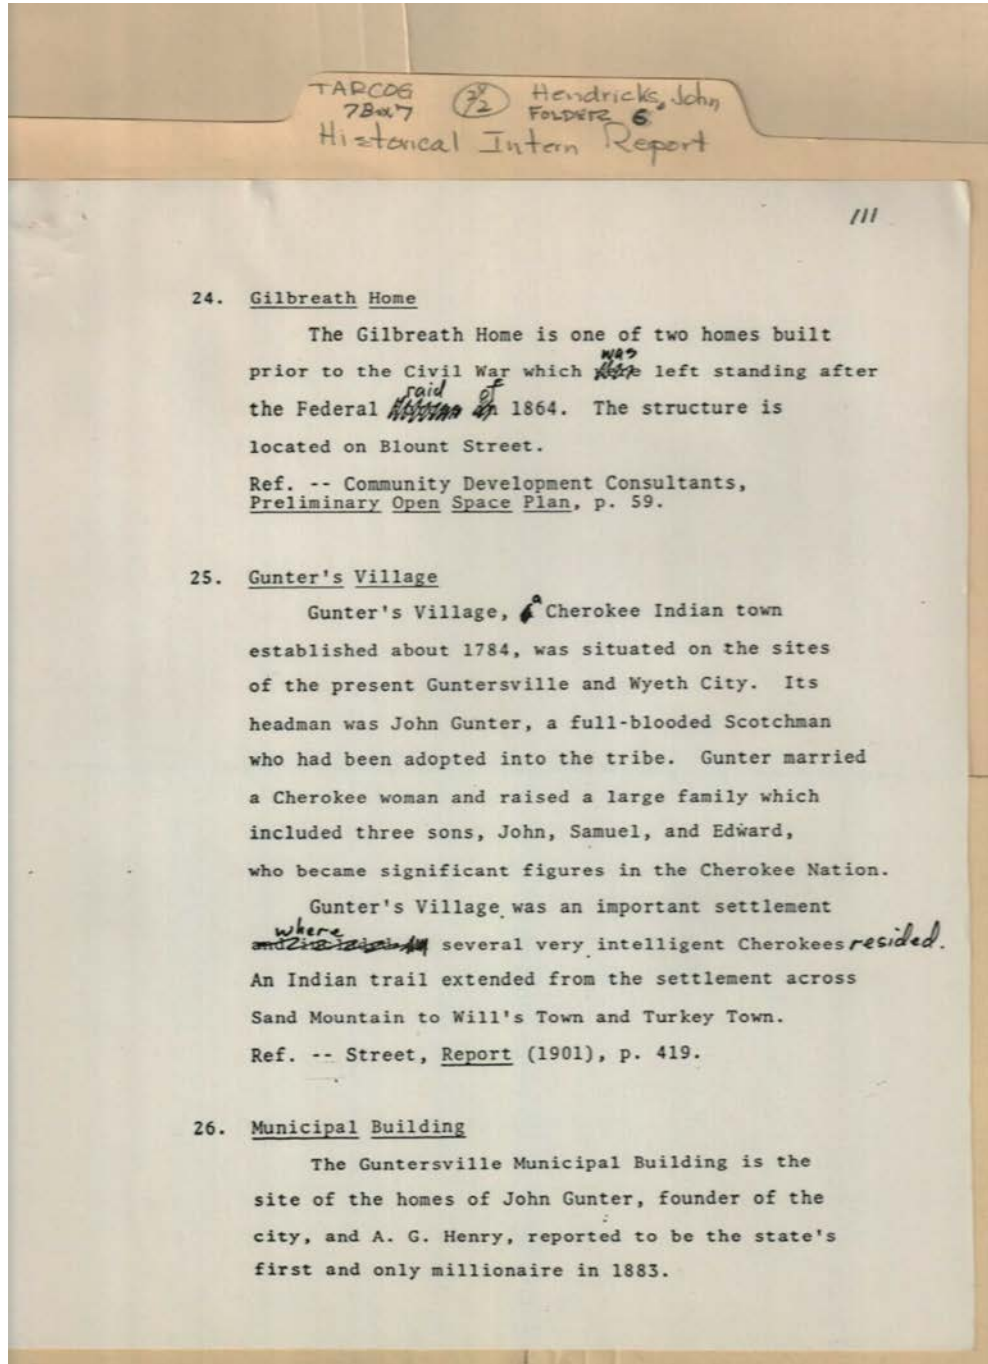 TARCOG 24/2 Hendricks, John
7Box7 FOLDER 6
Historical Intern Report
111
24. Gilbreath Home
The Gilbreath Home is one of two homes built
prior to the Civil War which was left standing after
the Federal raid of 1864. The structure is
located on Blount Street.
Ref. -- Community Development Consultants,
Preliminary Open Space Plan, p. 59.
25. Gunter's Village
Gunter's Village, a Cherokee Indian town
established about 1784, was situated on the sites
of the present Guntersville and Wyeth City. Its
headman was John Gunter, a full-blooded Scotchman
who had been adopted into the tribe. Gunter married
a Cherokee woman and raised a large family which
included three sons, John, Samuel, and Edward,
who became significant figures in the Cherokee Nation.
Gunter's Village was an important settlement
where several very intelligent Cherokees resided.
An Indian trail extended from the settlement across
Sand Mountain to Will's Town and Turkey Town.
Ref. -- Street, Report (1901), p. 419.
26. Municipal Building
The Guntersville Municipal Building is the
site of the homes of John Gunter, founder of the
city, and A. G. Henry, reported to be the state's
first and only millionaire in 1883.